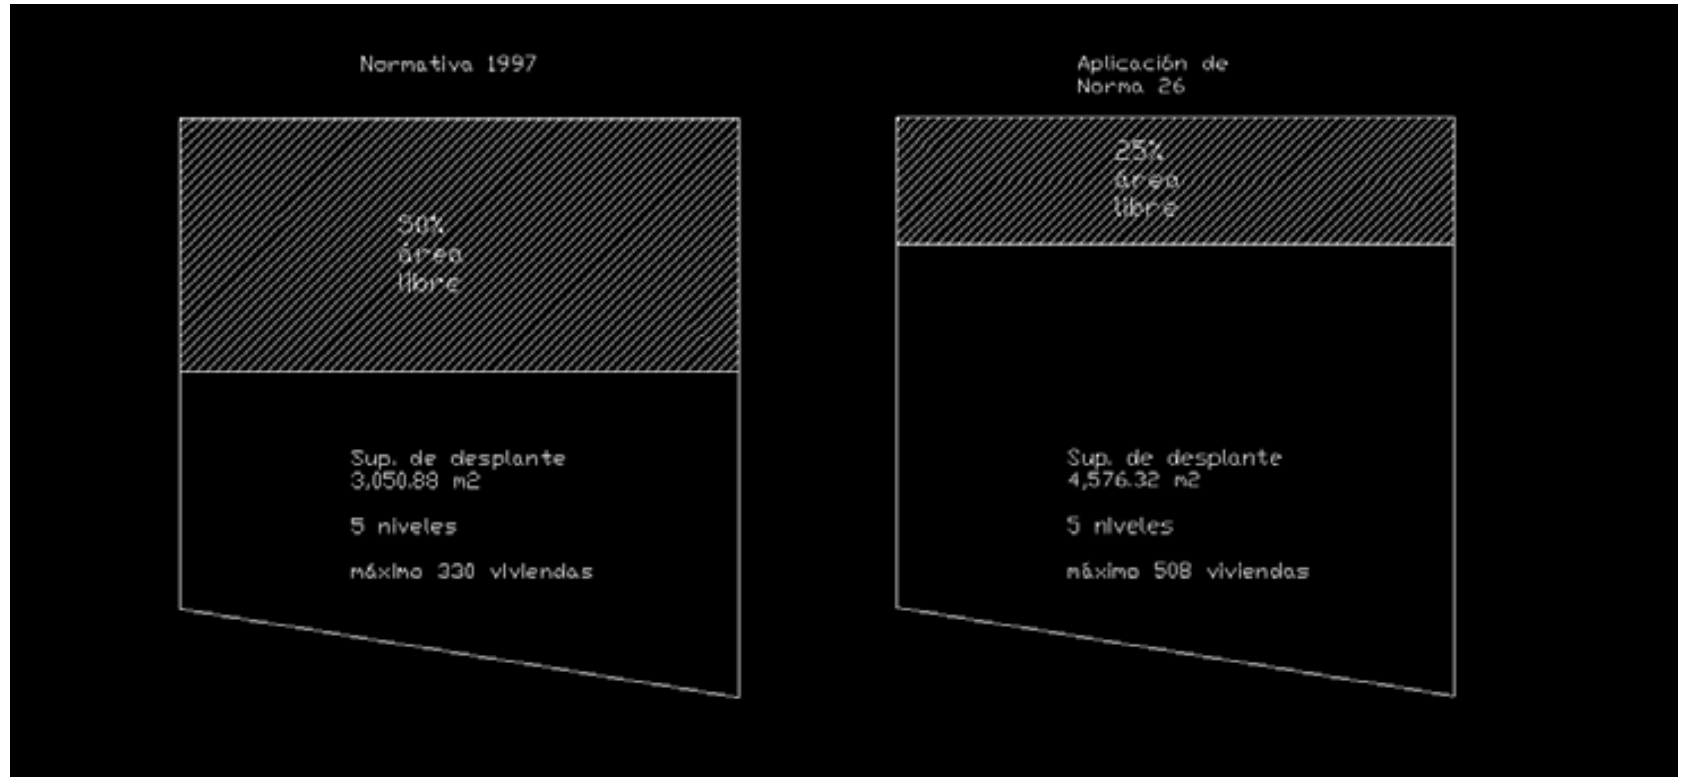 Normativa 1997
50%
área
libre
Sup. de desplante
3,050.88 m2
5 niveles
máximo 330 viviendas
Aplicación de
Norma 26
25%
área
libre
Sup. de desplante
4,576.32 m2
5 niveles
máximo 508 viviendas